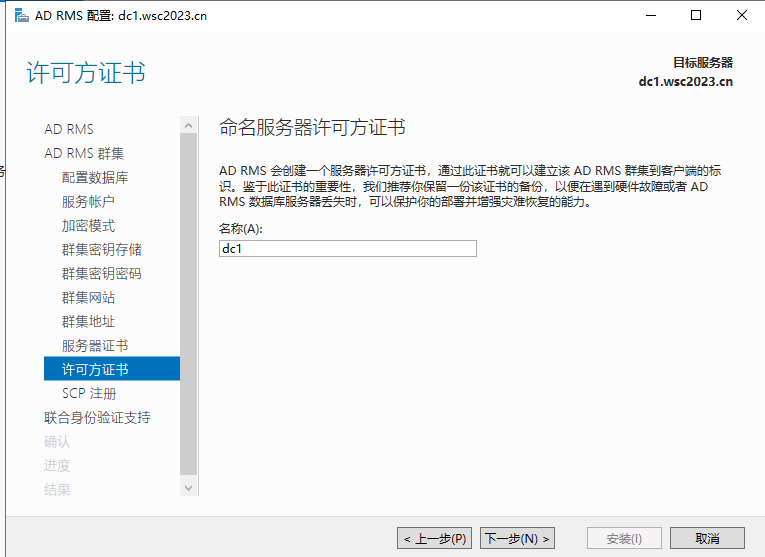 AD RMS 配置: dc1.wsc2023.cn
许可方证书
目标服务器
dc1.wsc2023.cn
AD RMS
AD RMS 群集
配置数据库
服务帐户
加密模式
群集密钥存储
群集密钥密码
群集网站
群集地址
服务器证书
许可方证书
SCP 注册
联合身份验证支持
确认
进度
结果
命名服务器许可方证书
AD RMS 会创建一个服务器许可方证书，通过此证书就可以建立该 AD RMS 群集到客户端的标
识。鉴于此证书的重要性，我们推荐你保留一份该证书的备份，以便在遇到硬件故障或者 AD
RMS 数据库服务器丢失时，可以保护你的部署并增强灾难恢复的能力。
名称(A):
dc1
< 上一步(P)
下一步(N) >
安装(I)
取消